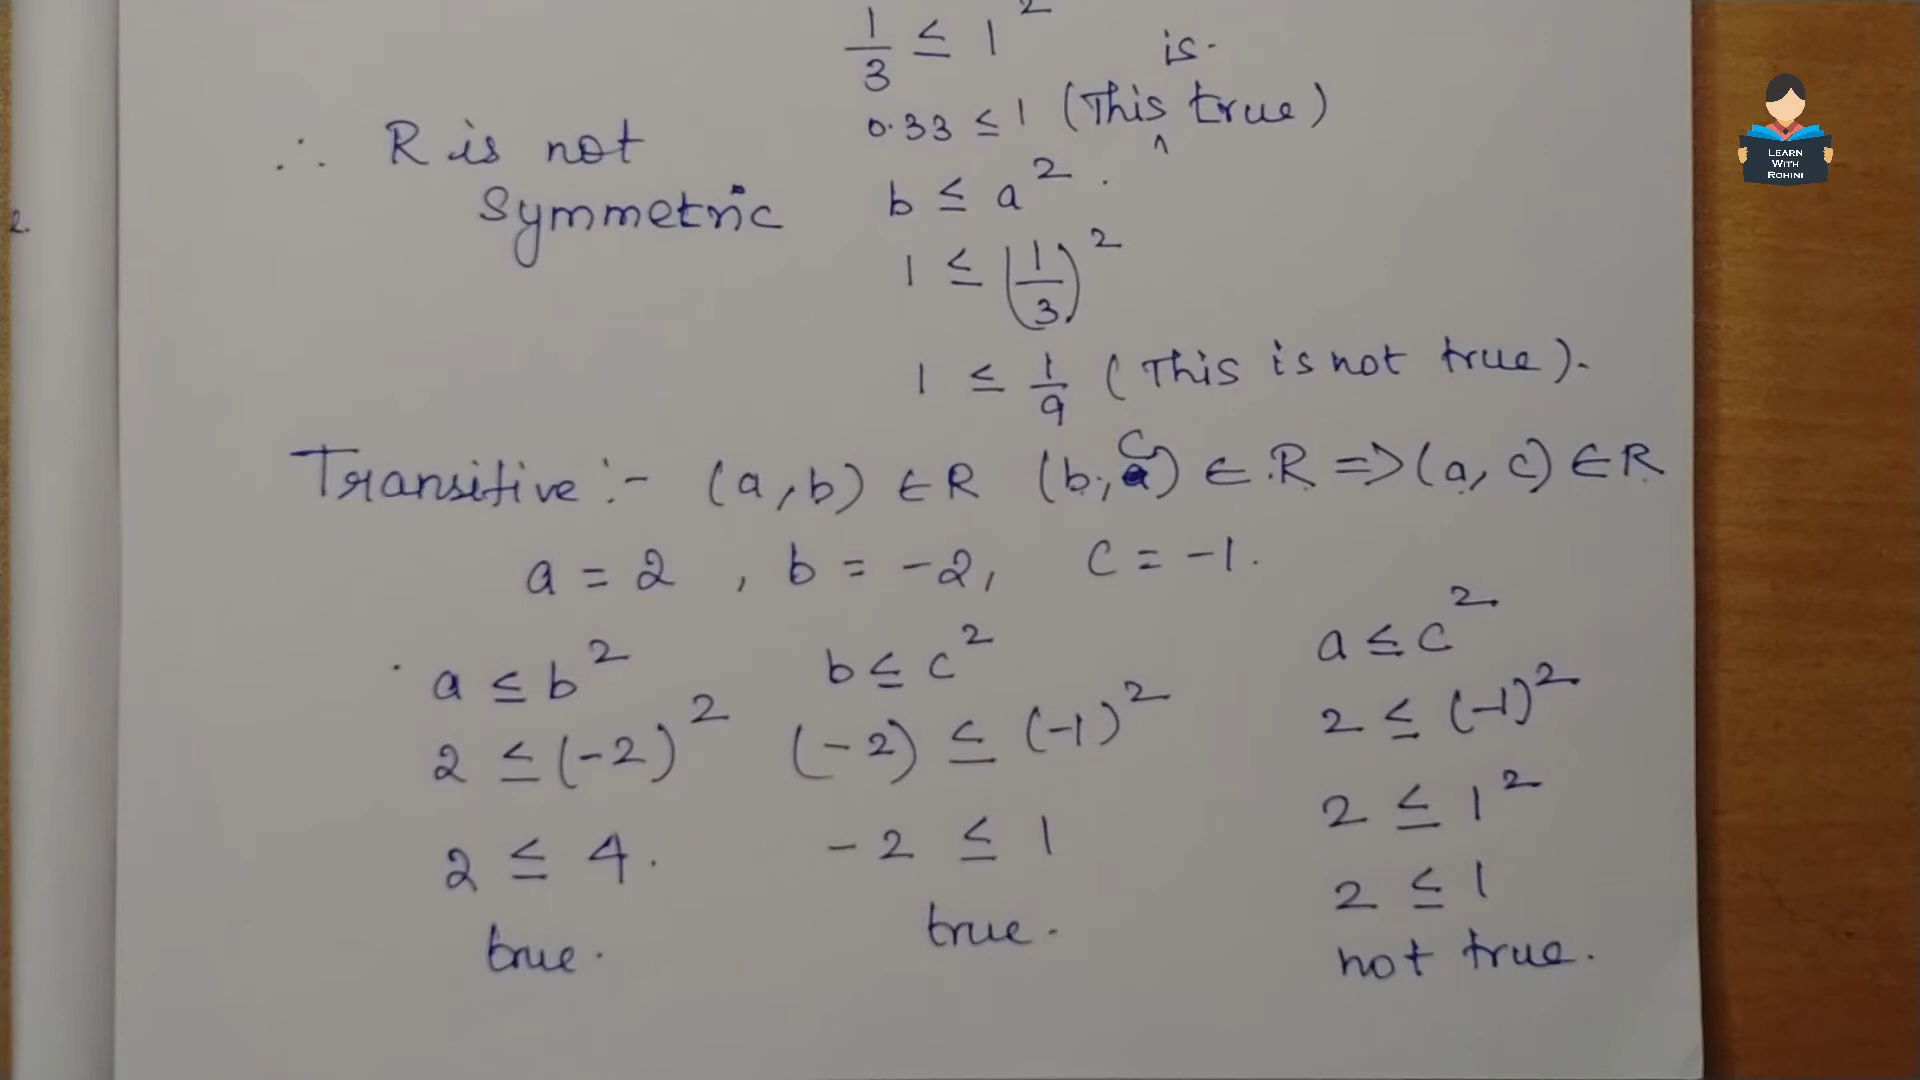 1/3 ≤ 1²
is.
0.33 ≤ 1 (This ^ true)
∴ R is not
Symmetric
b ≤ a².
1 ≤ (1/3)²
1 ≤ 1/9 (This is not true).
2.
Transitive :- (a, b) ∈ R (b, c) ∈ R => (a, c) ∈ R
a = 2 , b = -2, c = -1.
a ≤ b² b ≤ c² a ≤ c²
2 ≤ (-2)² (-2) ≤ (-1)² 2 ≤ (-1)²
2 ≤ 4. -2 ≤ 1 2 ≤ 1²
true. true. 2 ≤ 1
not true.
LEARN
WITH
ROHINI